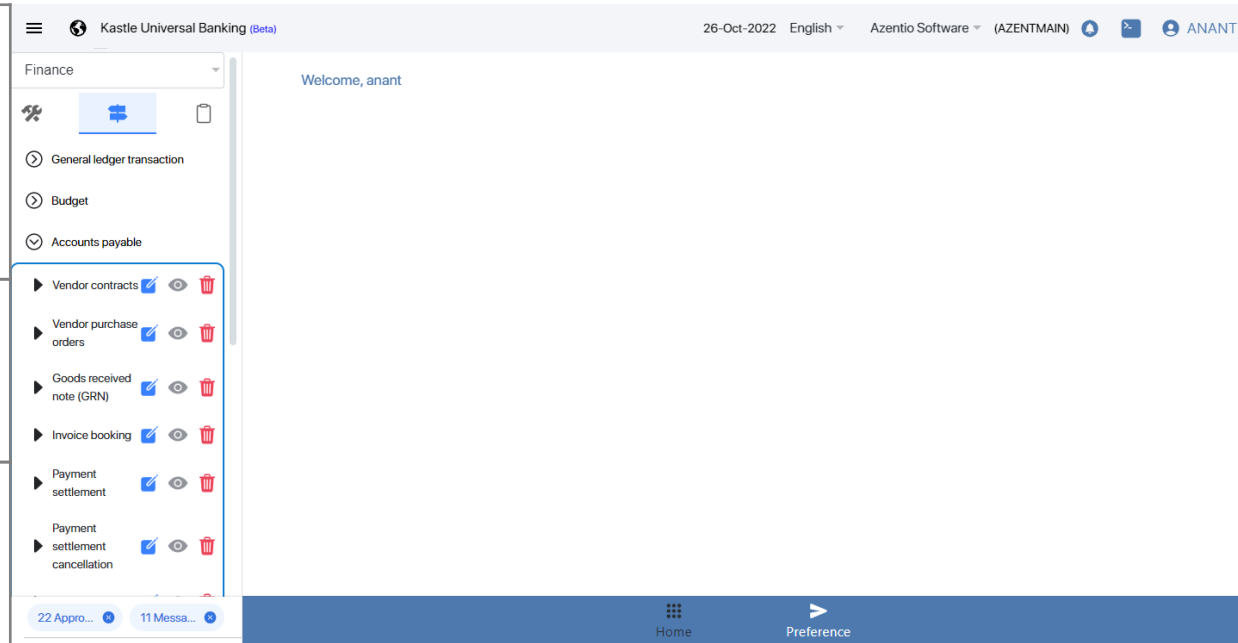 Kastle Universal Banking (Beta)
26-Oct-2022 English Azentio Software (AZENTMAIN) ANANT
Finance
Welcome, anant
General ledger transaction
Budget
Accounts payable
Vendor contracts
Vendor purchase
orders
Goods received
note (GRN)
Invoice booking
Payment
settlement
Payment
settlement
cancellation
22 Appro...
11 Messa...
Home
Preference